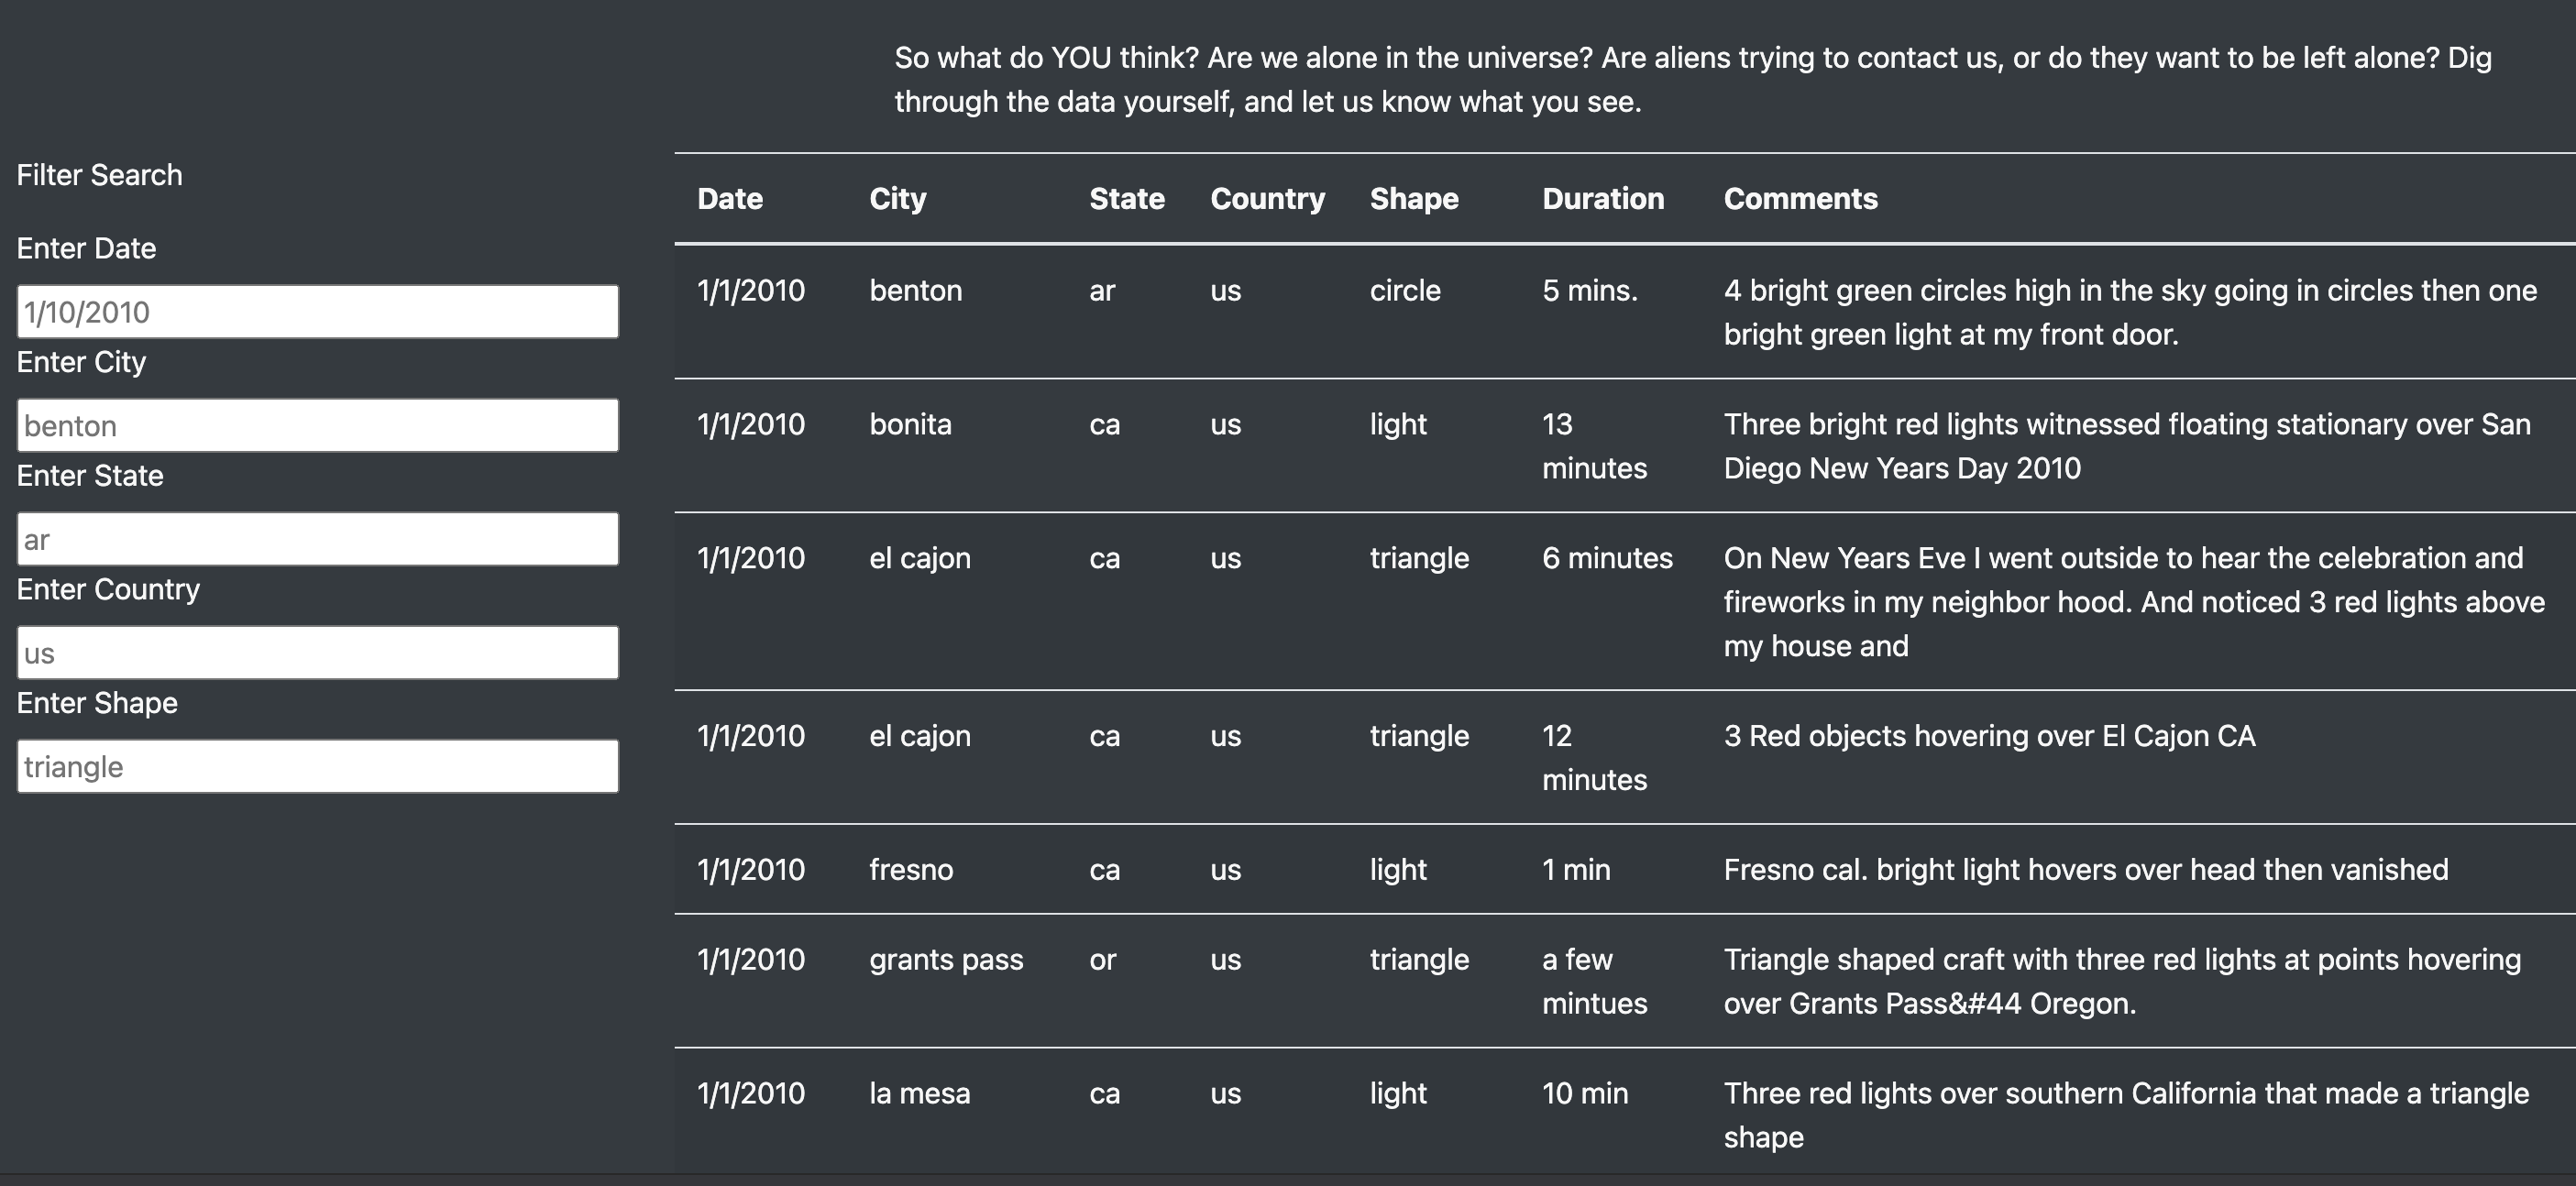 So what do YOU think? Are we alone in the universe? Are aliens trying to contact us, or do they want to be left alone? Dig
through the data yourself, and let us know what you see.
Filter Search
Enter Date
1/10/2010
Enter City
benton
Enter State
ar
Enter Country
us
Enter Shape
triangle
Date City State Country Shape Duration Comments
1/1/2010 benton ar us circle 5 mins. 4 bright green circles high in the sky going in circles then one
bright green light at my front door.
1/1/2010 bonita ca us light 13 Three bright red lights witnessed floating stationary over San
minutes Diego New Years Day 2010
1/1/2010 el cajon ca us triangle 6 minutes On New Years Eve I went outside to hear the celebration and
fireworks in my neighbor hood. And noticed 3 red lights above
my house and
1/1/2010 el cajon ca us triangle 12 3 Red objects hovering over El Cajon CA
minutes
1/1/2010 fresno ca us light 1 min Fresno cal. bright light hovers over head then vanished
1/1/2010 grants pass or us triangle a few Triangle shaped craft with three red lights at points hovering
mintues over Grants Pass&#44 Oregon.
1/1/2010 la mesa ca us light 10 min Three red lights over southern California that made a triangle
shape